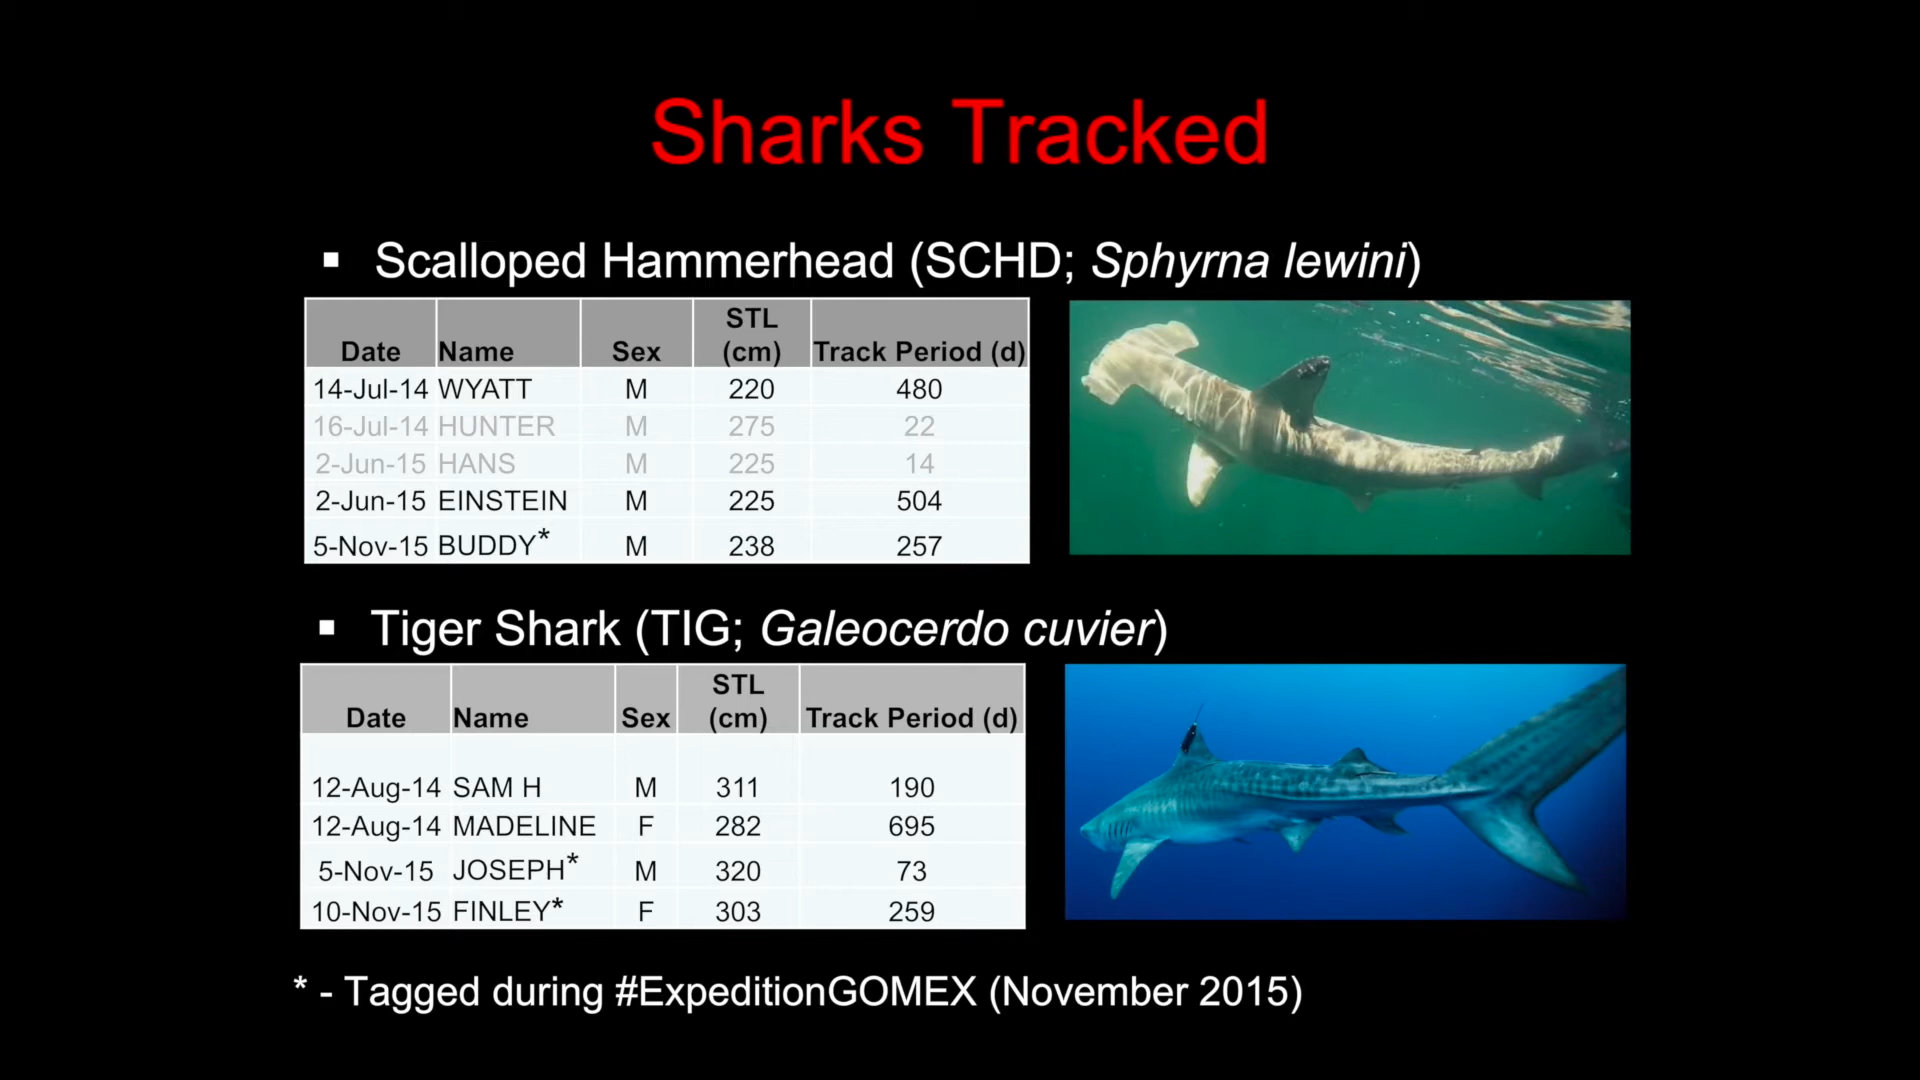 Sharks Tracked
▪ Scalloped Hammerhead (SCHD; Sphyrna lewini)
Date Name Sex STL (cm) Track Period (d)
14-Jul-14 WYATT M 220 480
16-Jul-14 HUNTER M 275 22
2-Jun-15 HANS M 225 14
2-Jun-15 EINSTEIN M 225 504
5-Nov-15 BUDDY* M 238 257
▪ Tiger Shark (TIG; Galeocerdo cuvier)
Date Name Sex STL (cm) Track Period (d)
12-Aug-14 SAM H M 311 190
12-Aug-14 MADELINE F 282 695
5-Nov-15 JOSEPH* M 320 73
10-Nov-15 FINLEY* F 303 259
* - Tagged during #ExpeditionGOMEX (November 2015)